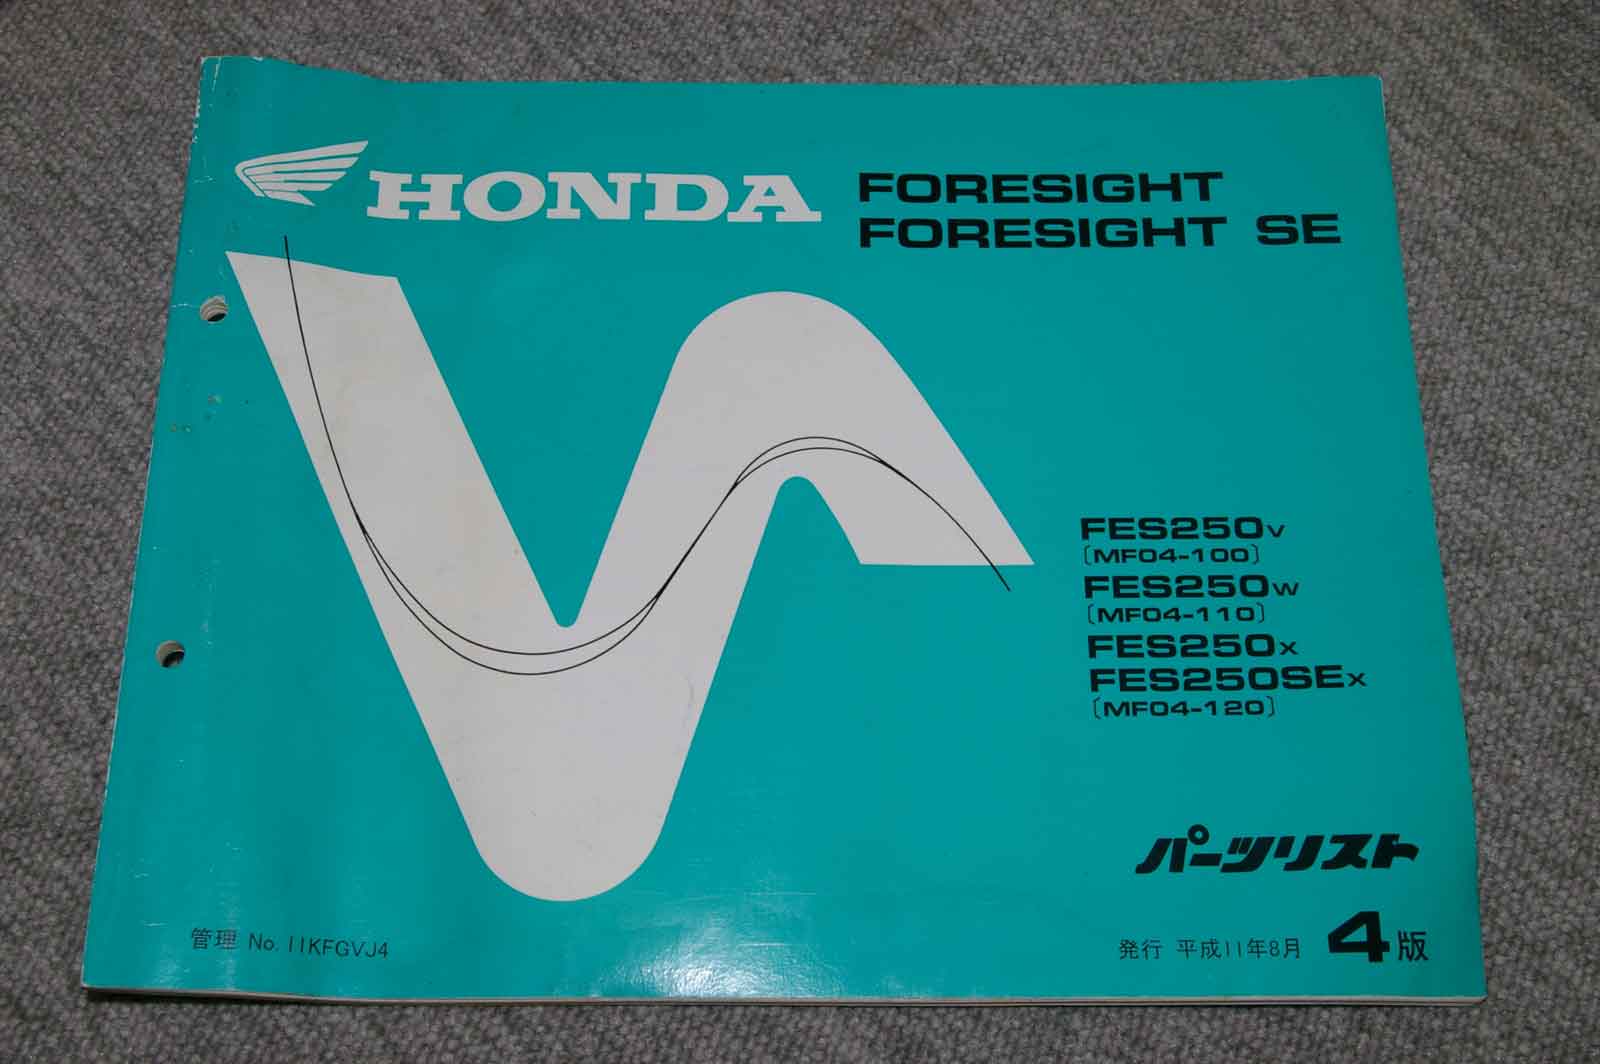 HONDA
FORESIGHT
FORESIGHT SE
FES250V
[MF04-100]
FES250W
[MF04-110]
FES250X
FES250SEX
[MF04-120]
パーツリスト
管理 No. 11KFGVJ4
発行 平成11年8月 4版